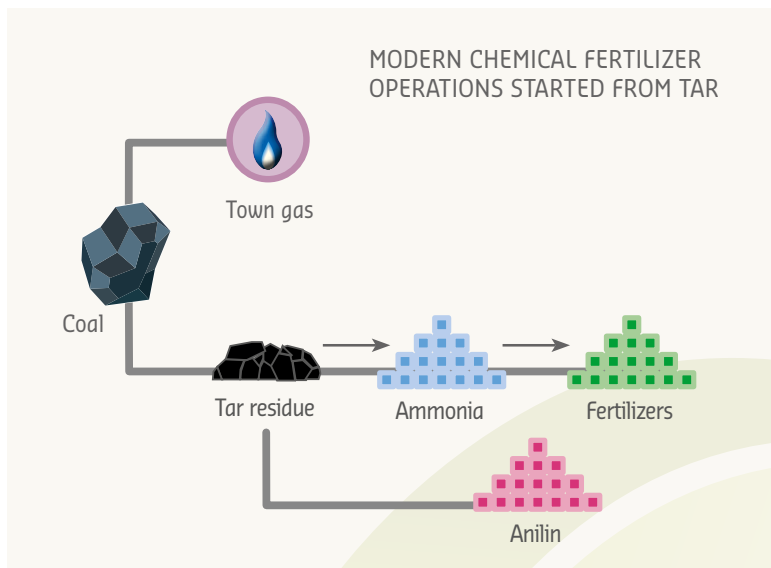 MODERN CHEMICAL FERTILIZER
OPERATIONS STARTED FROM TAR
Town gas
Coal
Tar residue
Ammonia
Fertilizers
Anilin